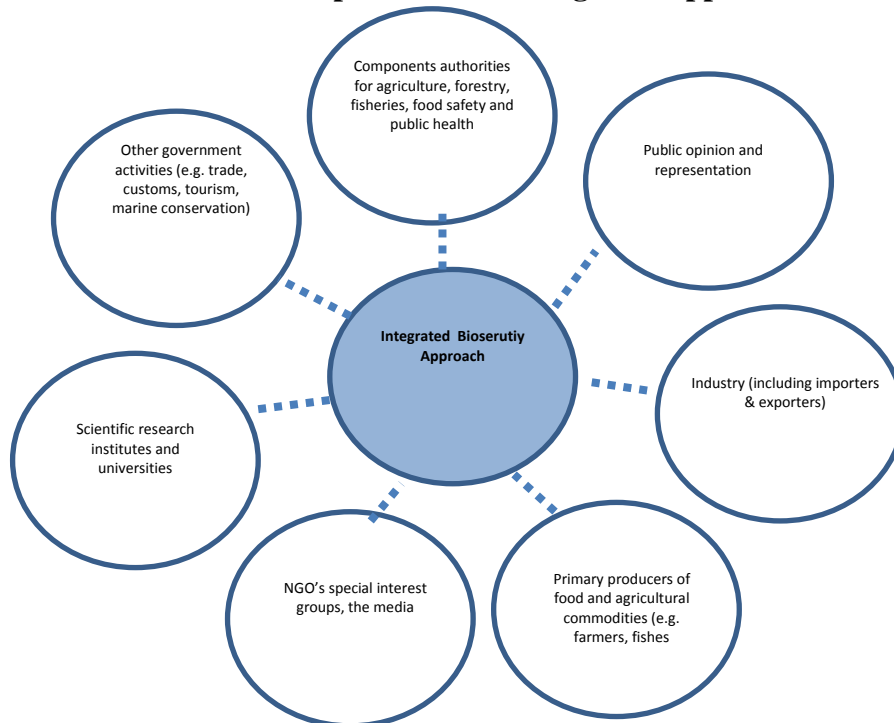 Components authorities
for agriculture, forestry,
fisheries, food safety and
public health
Other government
activities (e.g. trade,
customs, tourism,
marine conservation)
Public opinion and
representation
Integrated Bioserutiy
Approach
Industry (including importers
& exporters)
Scientific research
institutes and
universities
NGO's special interest
groups, the media
Primary producers of
food and agricultural
commodities (e.g.
farmers, fishes